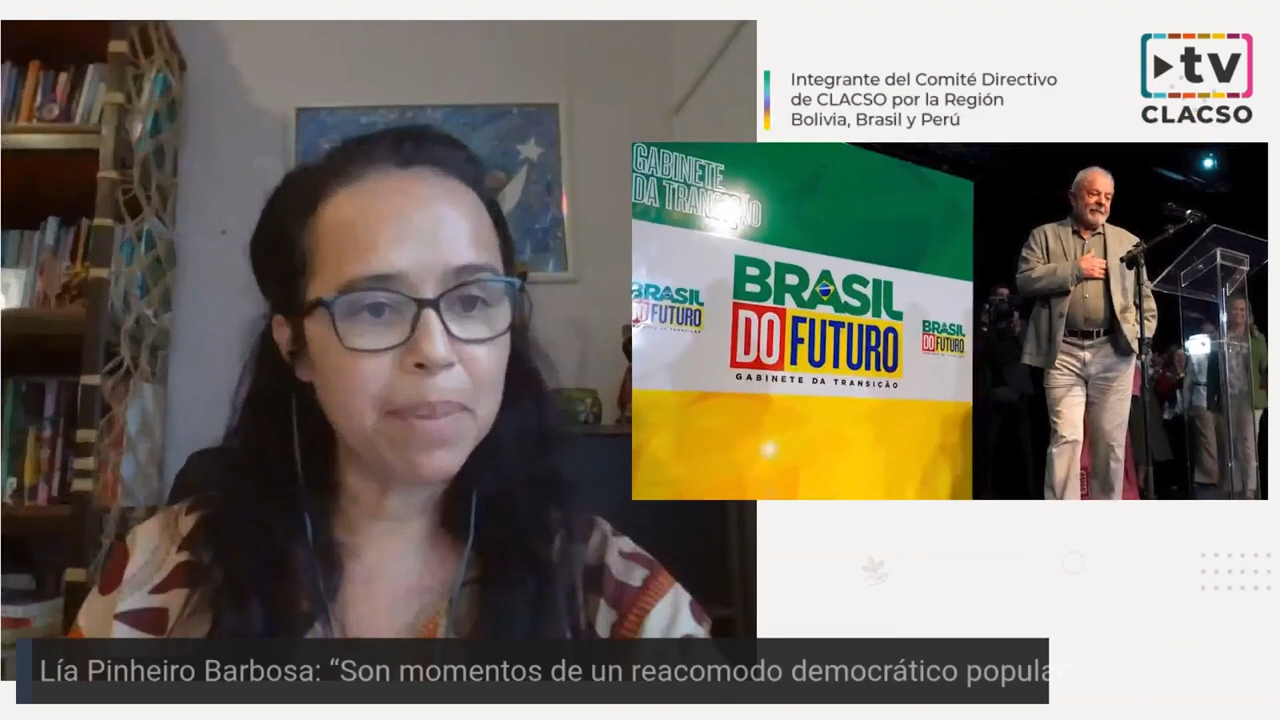 Integrante del Comité Directivo
de CLACSO por la Región
Bolivia, Brasil y Perú
tv
CLACSO
GABINETE
DA TRANSIÇÃO
BRASIL
DO FUTURO
GABINETE DA TRANSIÇÃO
BRASIL
DO FUTURO
BRASIL
DO FUTURO
Lía Pinheiro Barbosa: “Son momentos de un reacomodo democrático popular”